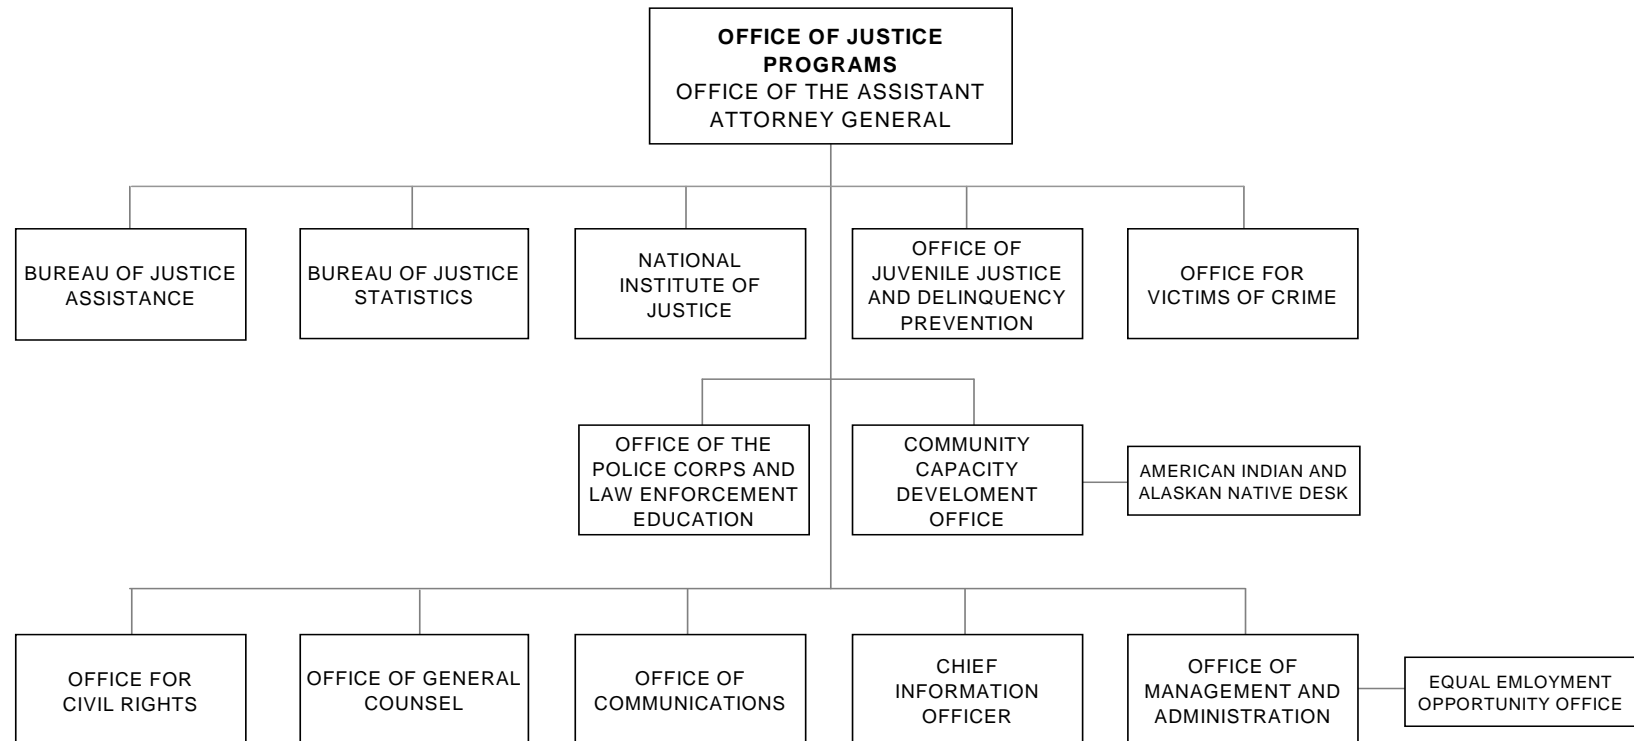 OFFICE OF JUSTICE
PROGRAMS
OFFICE OF THE ASSISTANT
ATTORNEY GENERAL
BUREAU OF JUSTICE
ASSISTANCE
BUREAU OF JUSTICE
STATISTICS
NATIONAL
INSTITUTE OF
JUSTICE
OFFICE OF
JUVENILE JUSTICE
AND DELINQUENCY
PREVENTION
OFFICE FOR
VICTIMS OF CRIME
OFFICE OF THE
POLICE CORPS AND
LAW ENFORCEMENT
EDUCATION
COMMUNITY
CAPACITY
DEVELOMENT
OFFICE
AMERICAN INDIAN AND
ALASKAN NATIVE DESK
OFFICE FOR
CIVIL RIGHTS
OFFICE OF GENERAL
COUNSEL
OFFICE OF
COMMUNICATIONS
CHIEF
INFORMATION
OFFICER
OFFICE OF
MANAGEMENT AND
ADMINISTRATION
EQUAL EMLOYMENT
OPPORTUNITY OFFICE